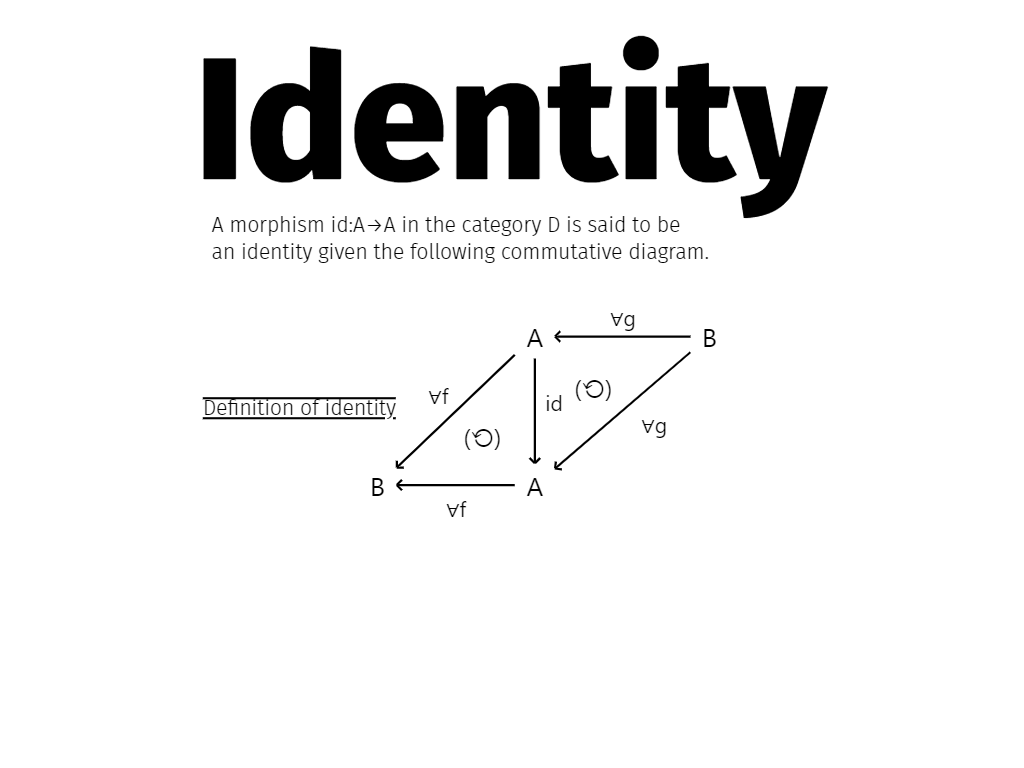 Identity
A morphism id:A→A in the category D is said to be
an identity given the following commutative diagram.
∀g
A
B
∀f
id
(↺)
Definition of identity
(↺)
∀g
B
A
∀f